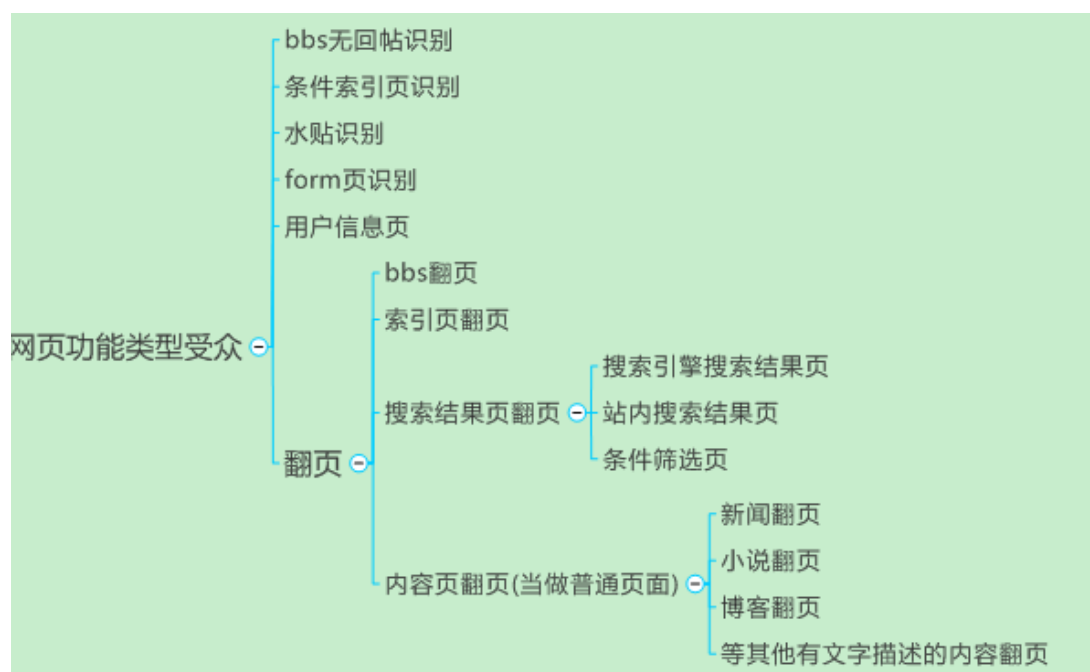 bbs无回帖识别
条件索引页识别
水贴识别
form页识别
用户信息页
网页功能类型受众
翻页
bbs翻页
索引页翻页
搜索结果页翻页
搜索引擎搜索结果页
站内搜索结果页
条件筛选页
内容页翻页(当做普通页面)
新闻翻页
小说翻页
博客翻页
等其他有文字描述的内容翻页